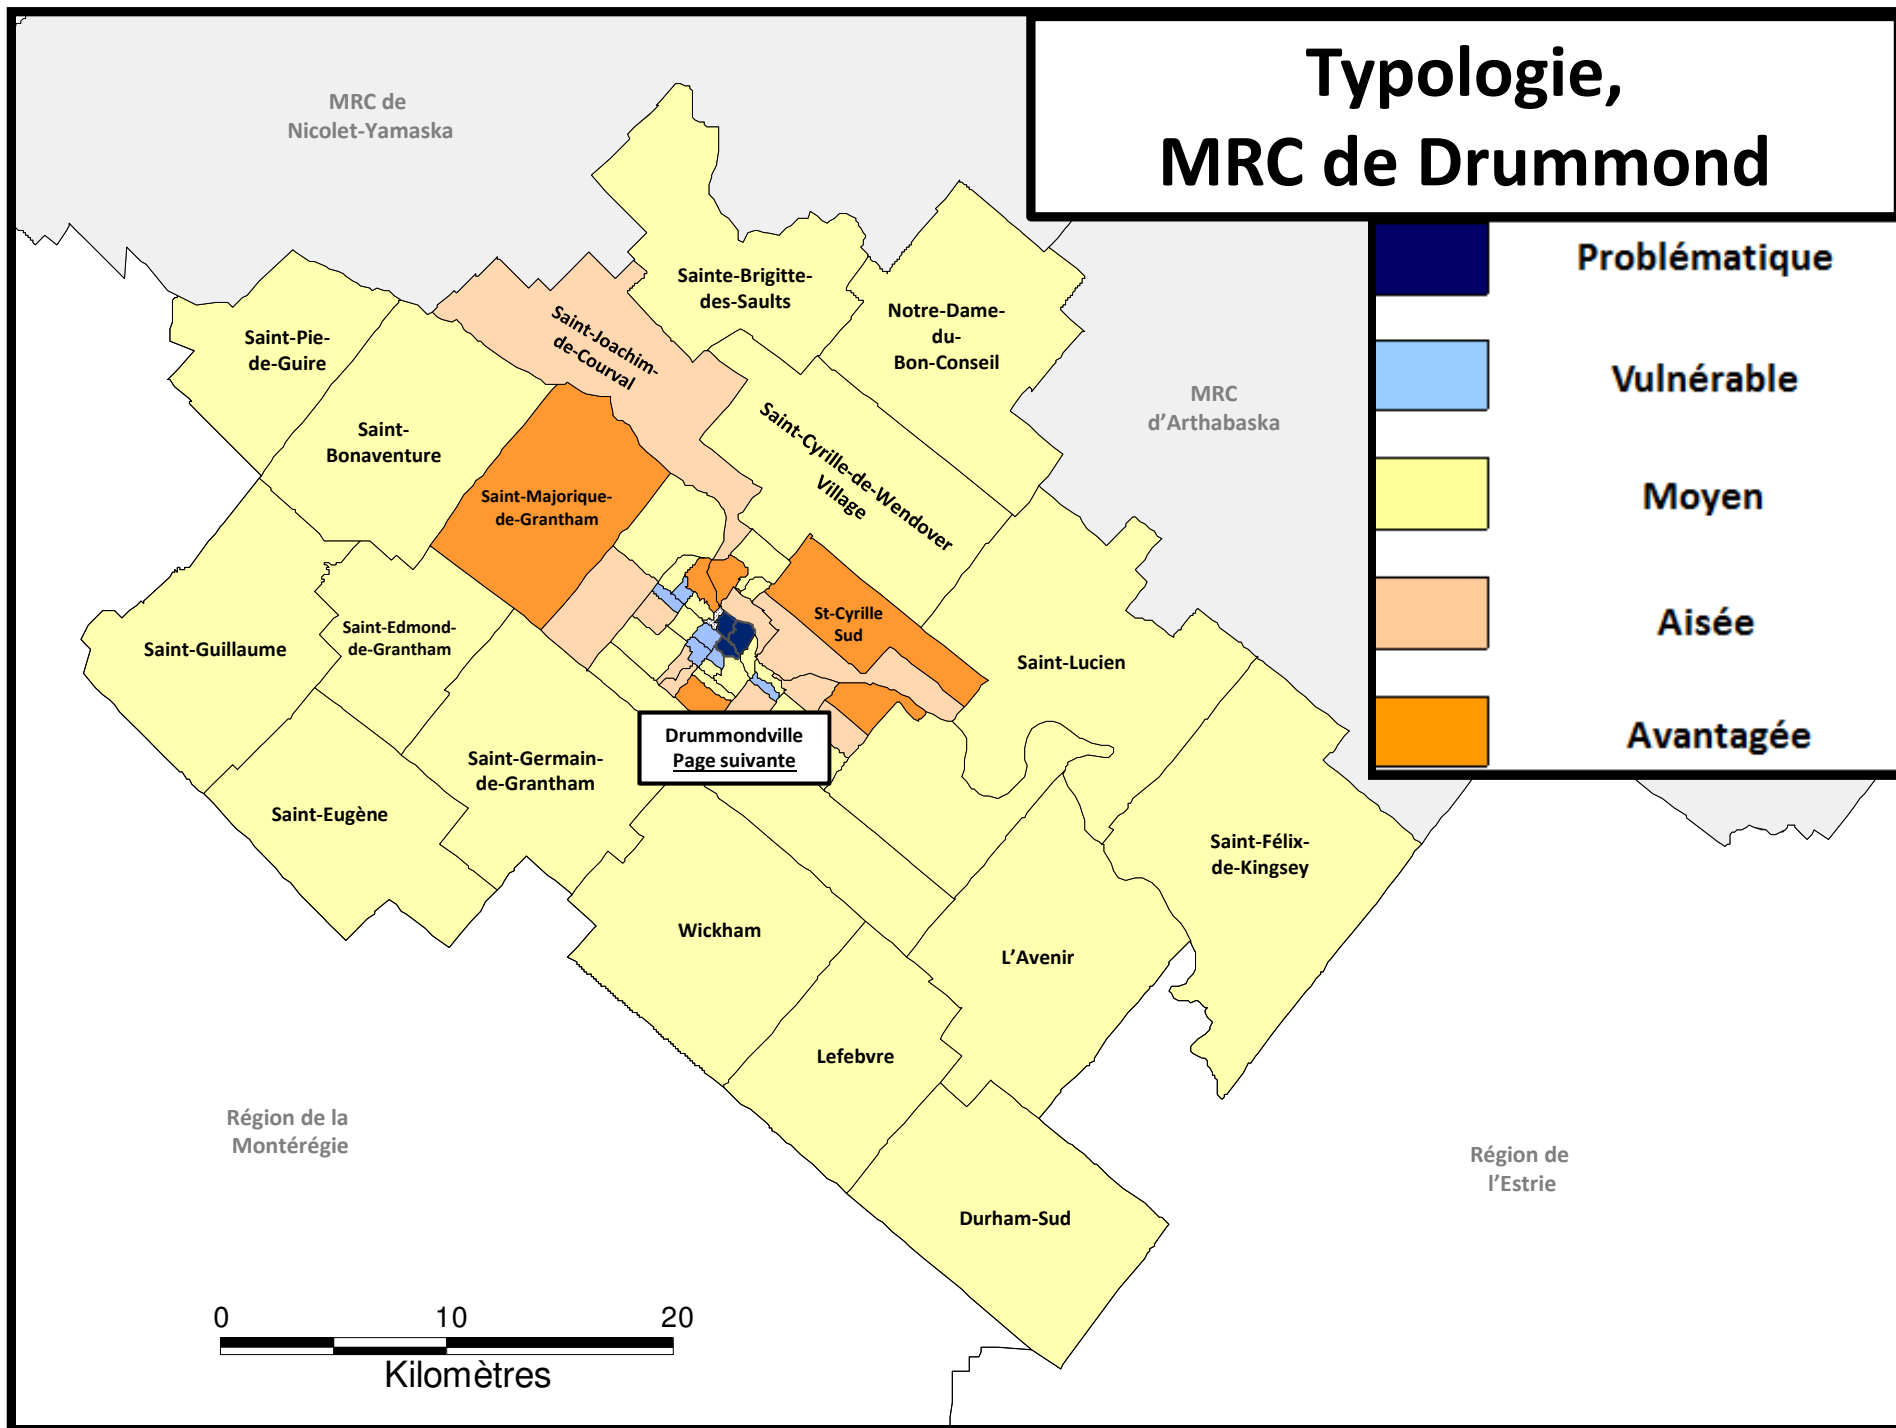 Typologie,
MRC de Drummond
MRC de
Nicolet-Yamaska
Problématique
Vulnérable
Moyen
Aisée
Avantagée
Sainte-Brigitte-
des-Saults
Notre-Dame-
du-
Bon-Conseil
Saint-Joachim-
de-Courval
Saint-Pie-
de-Guire
MRC
d'Arthabaska
Saint-
Bonaventure
Saint-Cyrille-de-Wendover
Village
Saint-Majorique-
de-Grantham
St-Cyrille
Sud
Saint-Edmond-
de-Grantham
Saint-Guillaume
Saint-Lucien
Drummondville
Page suivante
Saint-Germain-
de-Grantham
Saint-Eugène
Saint-Félix-
de-Kingsey
Wickham
L'Avenir
Lefebvre
Région de la
Montérégie
Région de
l'Estrie
Durham-Sud
0 10 20
Kilomètres